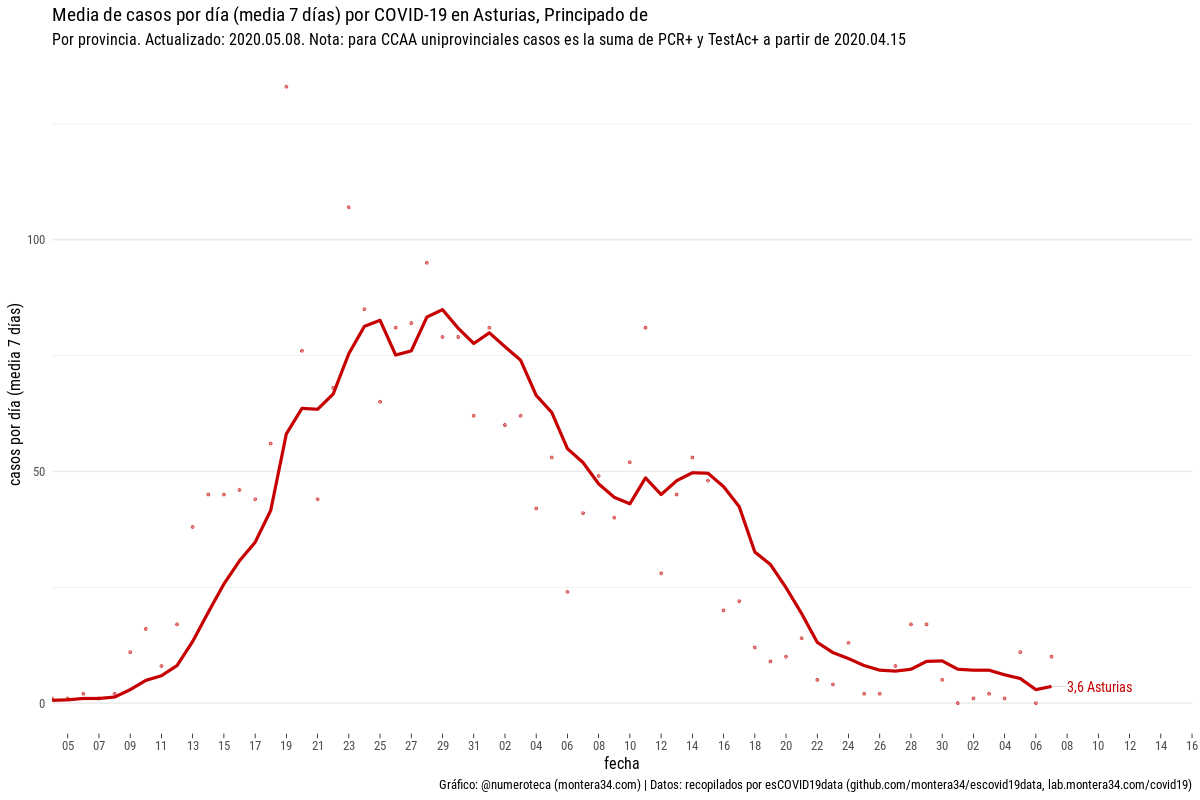 Media de casos por día (media 7 días) por COVID-19 en Asturias, Principado de
Por provincia. Actualizado: 2020.05.08. Nota: para CCAA uniprovinciales casos es la suma de PCR+ y TestAc+ a partir de 2020.04.15
casos por día (media 7 días)
100
50
0
3,6 Asturias
05 07 09 11 13 15 17 19 21 23 25 27 29 31 02 04 06 08 10 12 14 16 18 20 22 24 26 28 30 02 04 06 08 10 12 14 16
fecha
Gráfico: @numeroteca (montera34.com) | Datos: recopilados por esCOVID19data (github.com/montera34/escovid19data, lab.montera34.com/covid19)